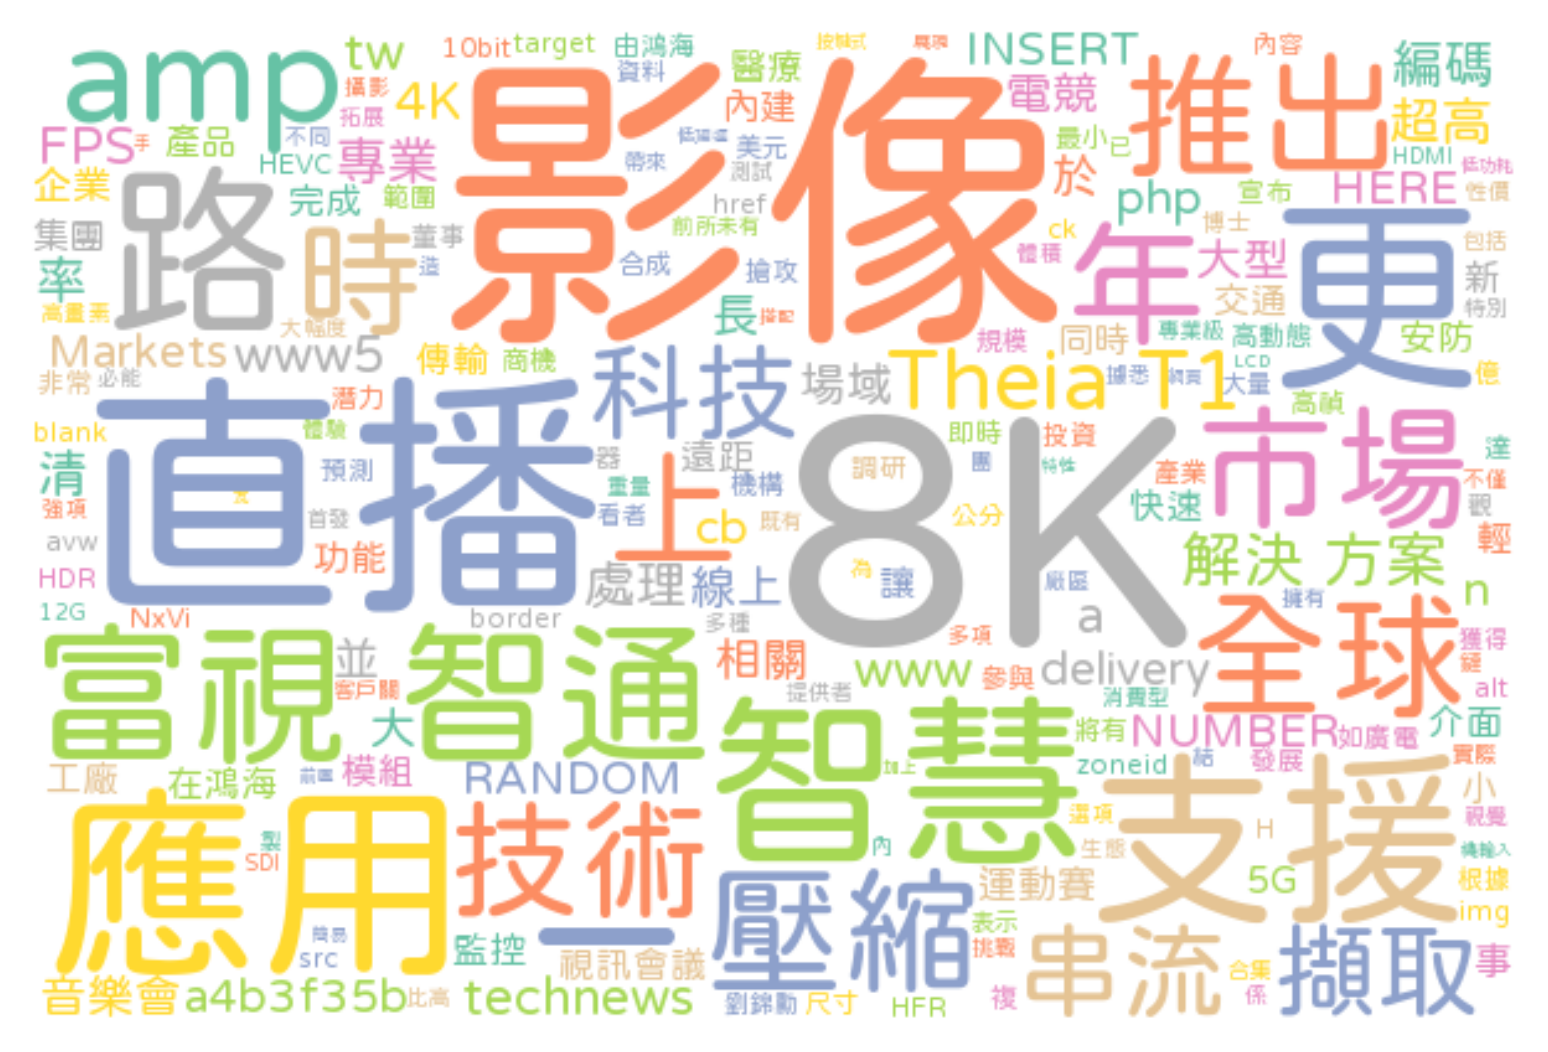 amp
tw
10bit
target
由鴻海
資料
醫療
INSERT
內容
編碼
攝影
4K
影像
內建
電競
推出
超高
拓展
FPS
手
產品
不同
HEVC
專業
帶來
美元
測試
最小
已
HDMI
低功耗
企業
完成
範圍
href
於
php
宣布
HERE
性價
路
時
集團
董事
前所未有
ck
年
博士
大型
更
包括
率
造
合成
搶攻
體積
交通
新
特別
高畫素
大幅度
長
搭配
規模
同時
專業級
高動態
安防
Markets
www5
傳輸
商機
科技
場域
Theia T1
據悉
網頁
LCD
大量
億
非常
必能
潛力
高禎
blank
體驗
直播
8K
即時
投資
市場
達
清
預測
器
遠距
調研
團
特性
產業
不僅
強項
首發
重量
機構
上
看者
cb
既有
公分
快速
觀
avw
功能
輕
HDR
處理
線上
為
讓
廠區
解決 方案
n
12G
NxVi
border
多種
a
擁有
富視
智通
並
相關
多項
全球
獲得
鏈
客戶關
www
參與
delivery
提供者
消費型
alt
大
智慧
將有
NUMBER
如廣電
介面
工廠
在鴻海
模組
RANDOM
加上
zoneid
結
發展
實際
小
應用
技術
選項
支援
視覺
製
SDI
內
生態
H
機輸入
壓縮
運動賽
5G
根據
簡易
src
一
監控
視訊會議
表示
挑戰
串流
擷取
img
事
合集
音樂會
a4b3f35b
比高
technews
劉錦勳
尺寸
HFR
複
係